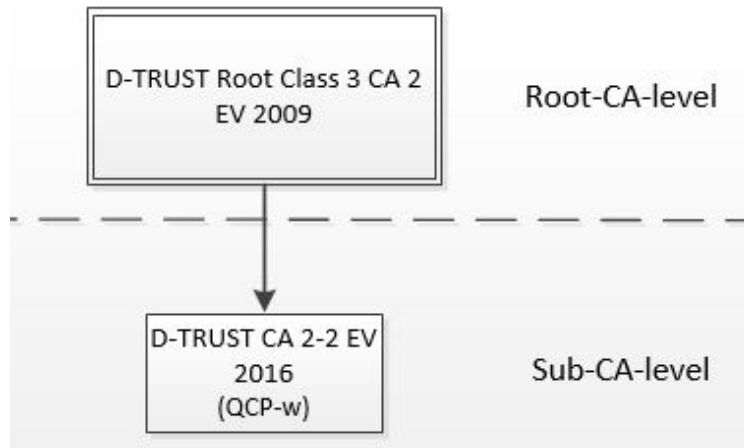 D-TRUST Root Class 3 CA 2
EV 2009
Root-CA-level
D-TRUST CA 2-2 EV
2016
(QCP-w)
Sub-CA-level